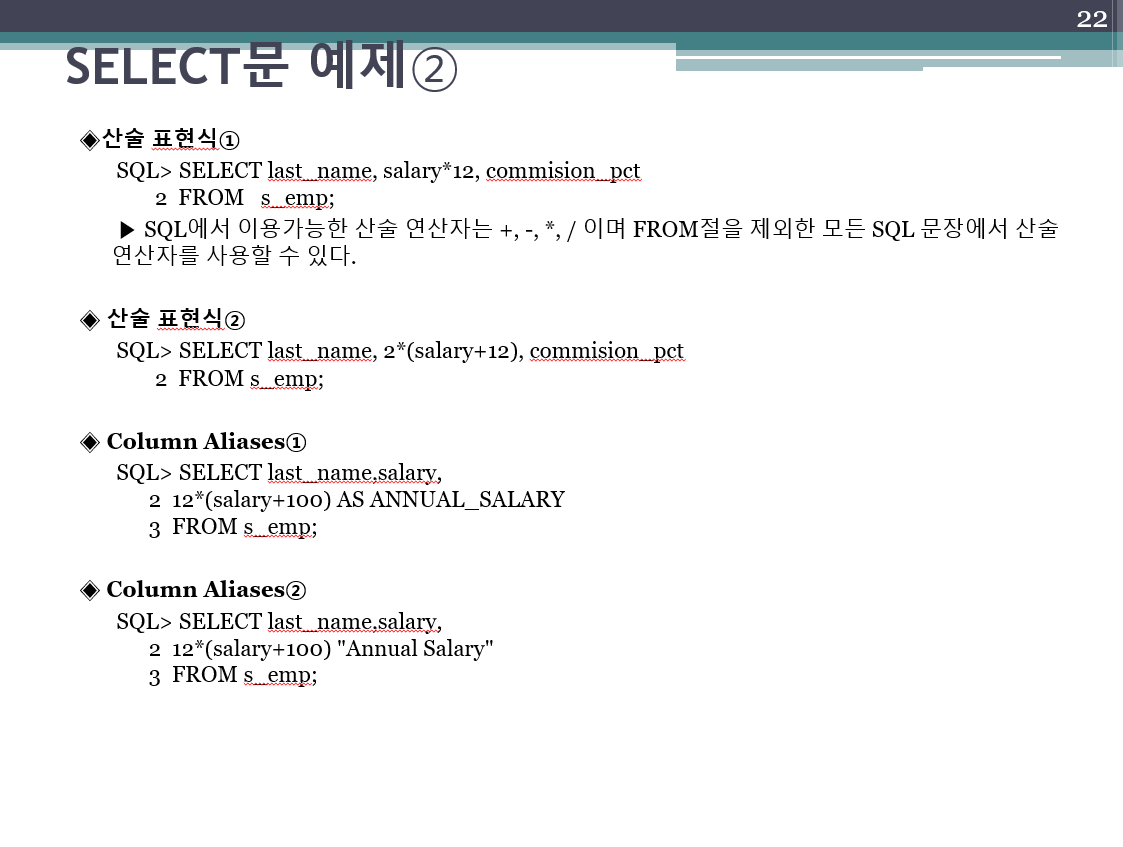 22
SELECT문 예제②
◈산술 표현식①
SQL> SELECT last_name, salary*12, commision_pct
2 FROM s_emp;
▶ SQL에서 이용가능한 산술 연산자는 +, -, *, / 이며 FROM절을 제외한 모든 SQL 문장에서 산술
연산자를 사용할 수 있다.
◈ 산술 표현식②
SQL> SELECT last_name, 2*(salary+12), commision_pct
2 FROM s_emp;
◈ Column Aliases①
SQL> SELECT last_name,salary,
2 12*(salary+100) AS ANNUAL_SALARY
3 FROM s_emp;
◈ Column Aliases②
SQL> SELECT last_name,salary,
2 12*(salary+100) "Annual Salary"
3 FROM s_emp;